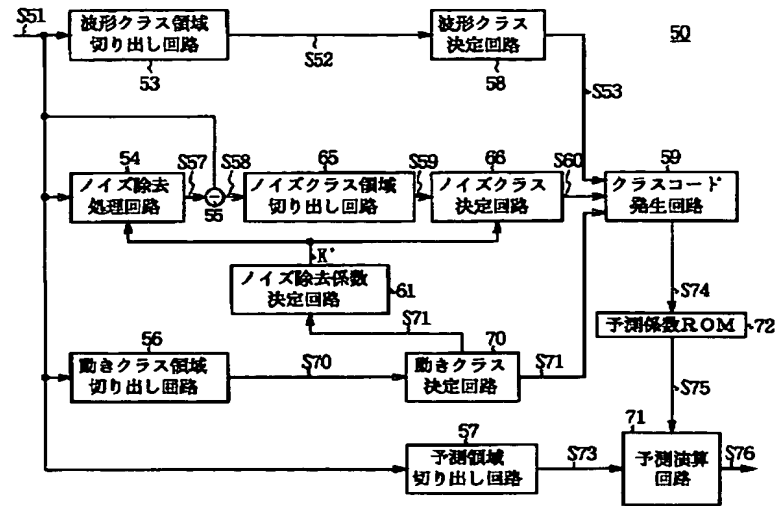 S51
波形クラス領域
切り出し回路
53
S52
波形クラス
決定回路
58
50
S53
54
ノイズ除去
処理回路
S57
55
S58
65
ノイズクラス領域
切り出し回路
S59
66
ノイズクラス
決定回路
S60
59
クラスコード
発生回路
K'
ノイズ除去係数
決定回路
61
S71
S74
予測係数ROM
72
56
動きクラス領域
切り出し回路
S70
70
動きクラス
決定回路
S71
S75
57
予測領域
切り出し回路
S73
71
予測演算
回路
S76